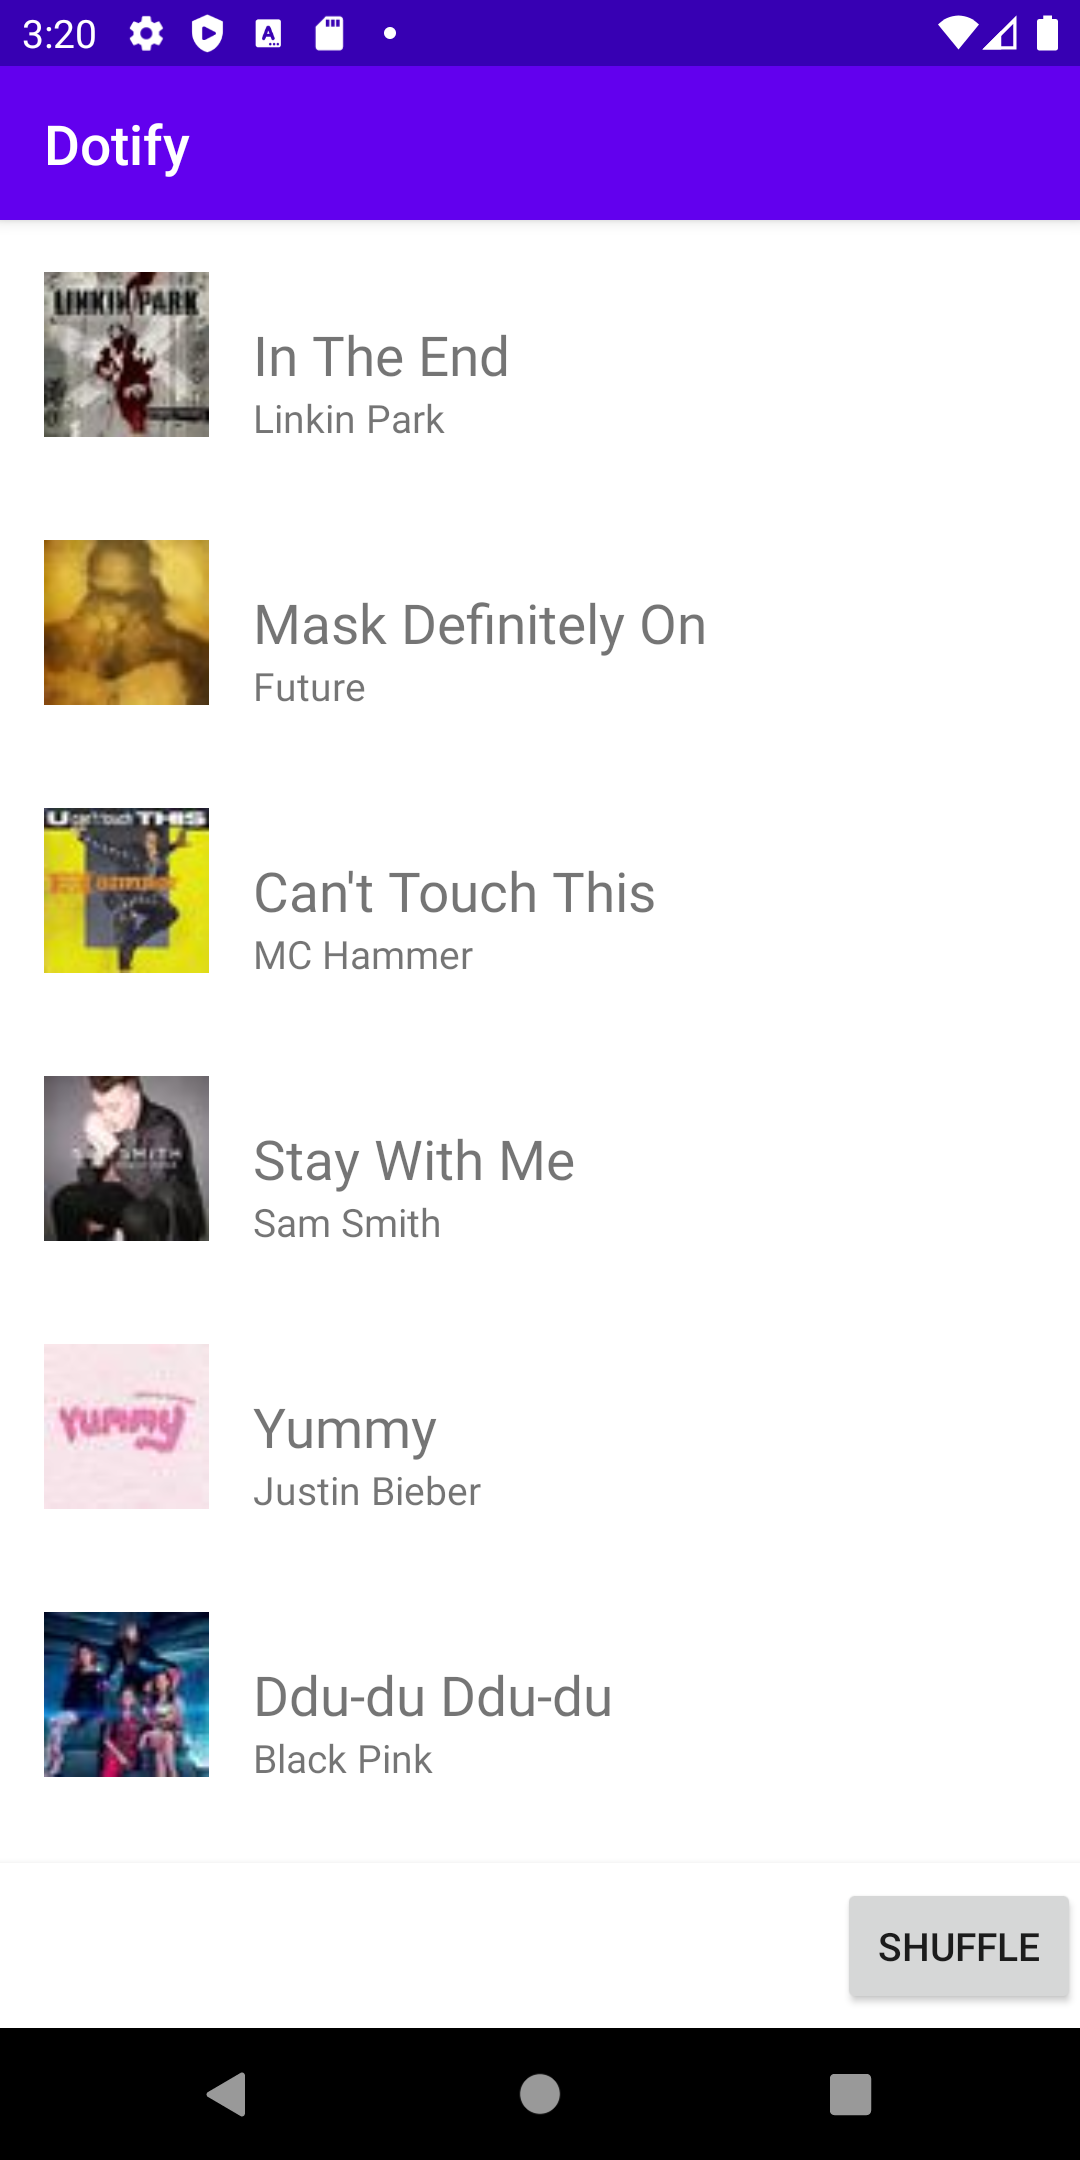 3:20
Dotify
LINKIN PARK
In The End
Linkin Park
Mask Definitely On
Future
U can't touch THIS
Can't Touch This
MC Hammer
SMITH
Stay With Me
Sam Smith
Yummy
Yummy
Justin Bieber
Ddu-du Ddu-du
Black Pink
SHUFFLE